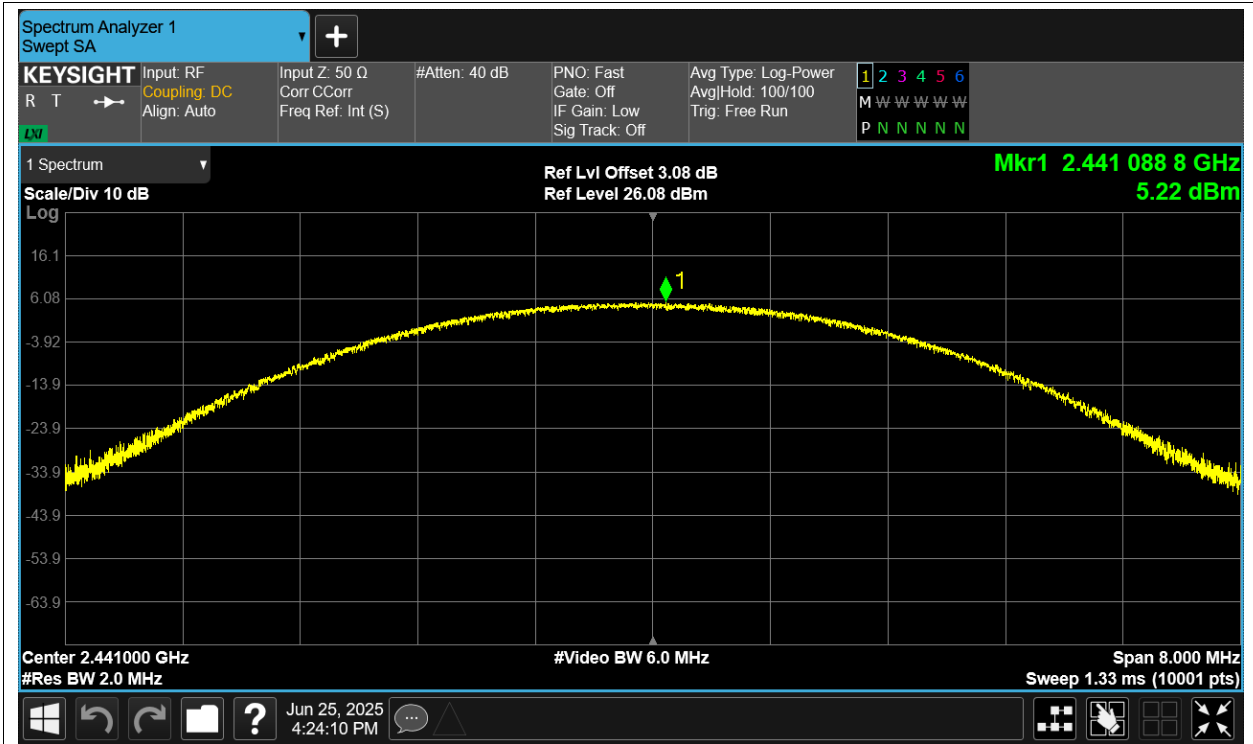 Spectrum Analyzer 1
Swept SA
KEYSIGHT
R T
LXI
Input: RF
Coupling: DC
Align: Auto
Input Z: 50 Ω
Corr CCorr
Freq Ref: Int (S)
#Atten: 40 dB
PNO: Fast
Gate: Off
IF Gain: Low
Sig Track: Off
Avg Type: Log-Power
Avg|Hold: 100/100
Trig: Free Run
1 2 3 4 5 6
M W W W W W
P N N N N N
1 Spectrum
Scale/Div 10 dB
Log
Ref Lvl Offset 3.08 dB
Ref Level 26.08 dBm
Mkr1 2.441 088 8 GHz
5.22 dBm
1
16.1
6.08
-3.92
-13.9
-23.9
-33.9
-43.9
-53.9
-63.9
Center 2.441000 GHz
#Res BW 2.0 MHz
#Video BW 6.0 MHz
Span 8.000 MHz
Sweep 1.33 ms (10001 pts)
?
Jun 25, 2025
4:24:10 PM